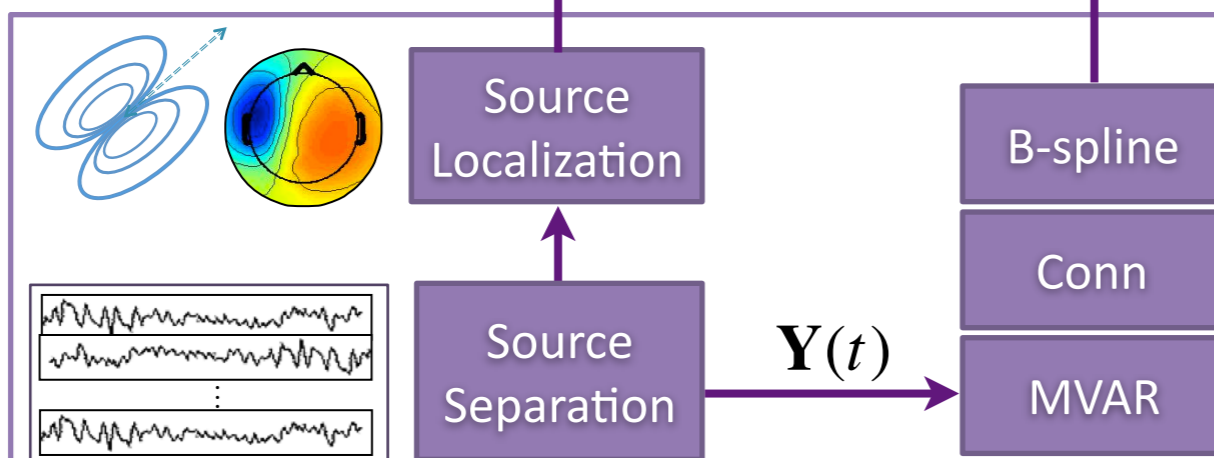 Source
Localization
B-spline
Conn
Source
Separation
Y(t)
MVAR